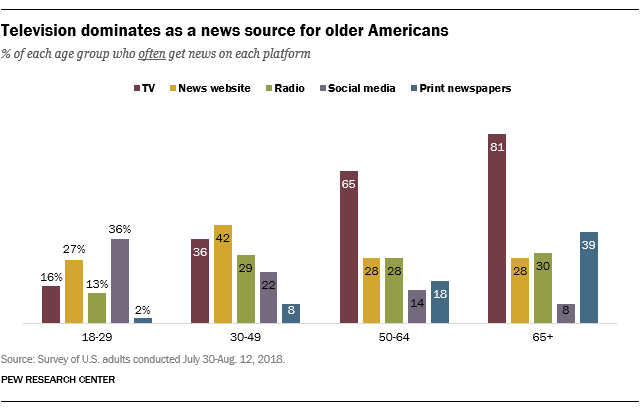 Television dominates as a news source for older Americans
% of each age group who often get news on each platform
TV News website Radio Social media Print newspapers
16% 27% 13% 36% 2%
36 42 29 22 8
65 28 28 14 18
81 28 30 8 39
18-29 30-49 50-64 65+
Source: Survey of U.S. adults conducted July 30-Aug. 12, 2018.
PEW RESEARCH CENTER